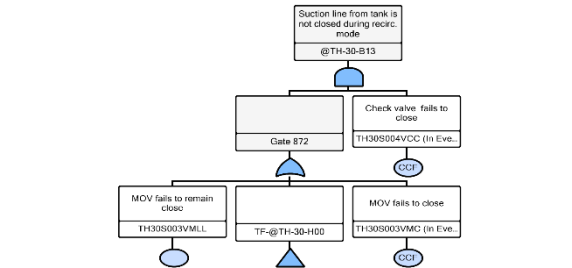 Suction line from tank is
not closed during recirc.
mode
@TH-30-B13
Gate 872
Check valve fails to
close
TH30S004VCC (In Eve...
CCF
MOV fails to remain
close
TH30S003VMLL
TF-@TH-30-H00
MOV fails to close
TH30S003VMC (In Eve...
CCF